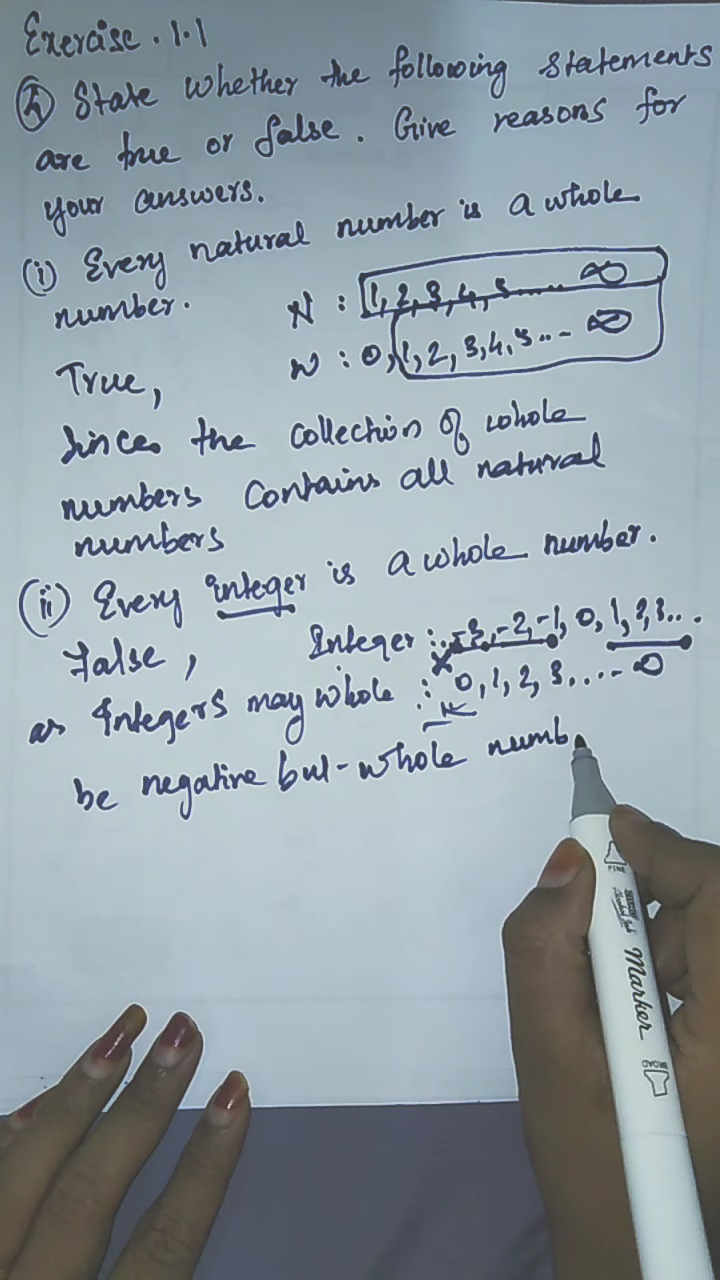 Exercise. 1.1
④ State whether the following statements
are true or false. Give reasons for
your answers.
(i) Every natural number is a whole
number.
N : 1, 2, 3, 4, 5..... ∞
W : 0, 1, 2, 3, 4, 5... ∞
True,
Since the collection of whole
numbers contains all natural
numbers
(ii) Every integer is a whole number.
False,
Integer : ..-3, -2, -1, 0, 1, 2, 3...
as Integers may
Whole : 0, 1, 2, 3,.... ∞
be negative but whole numb
FINE
Marker